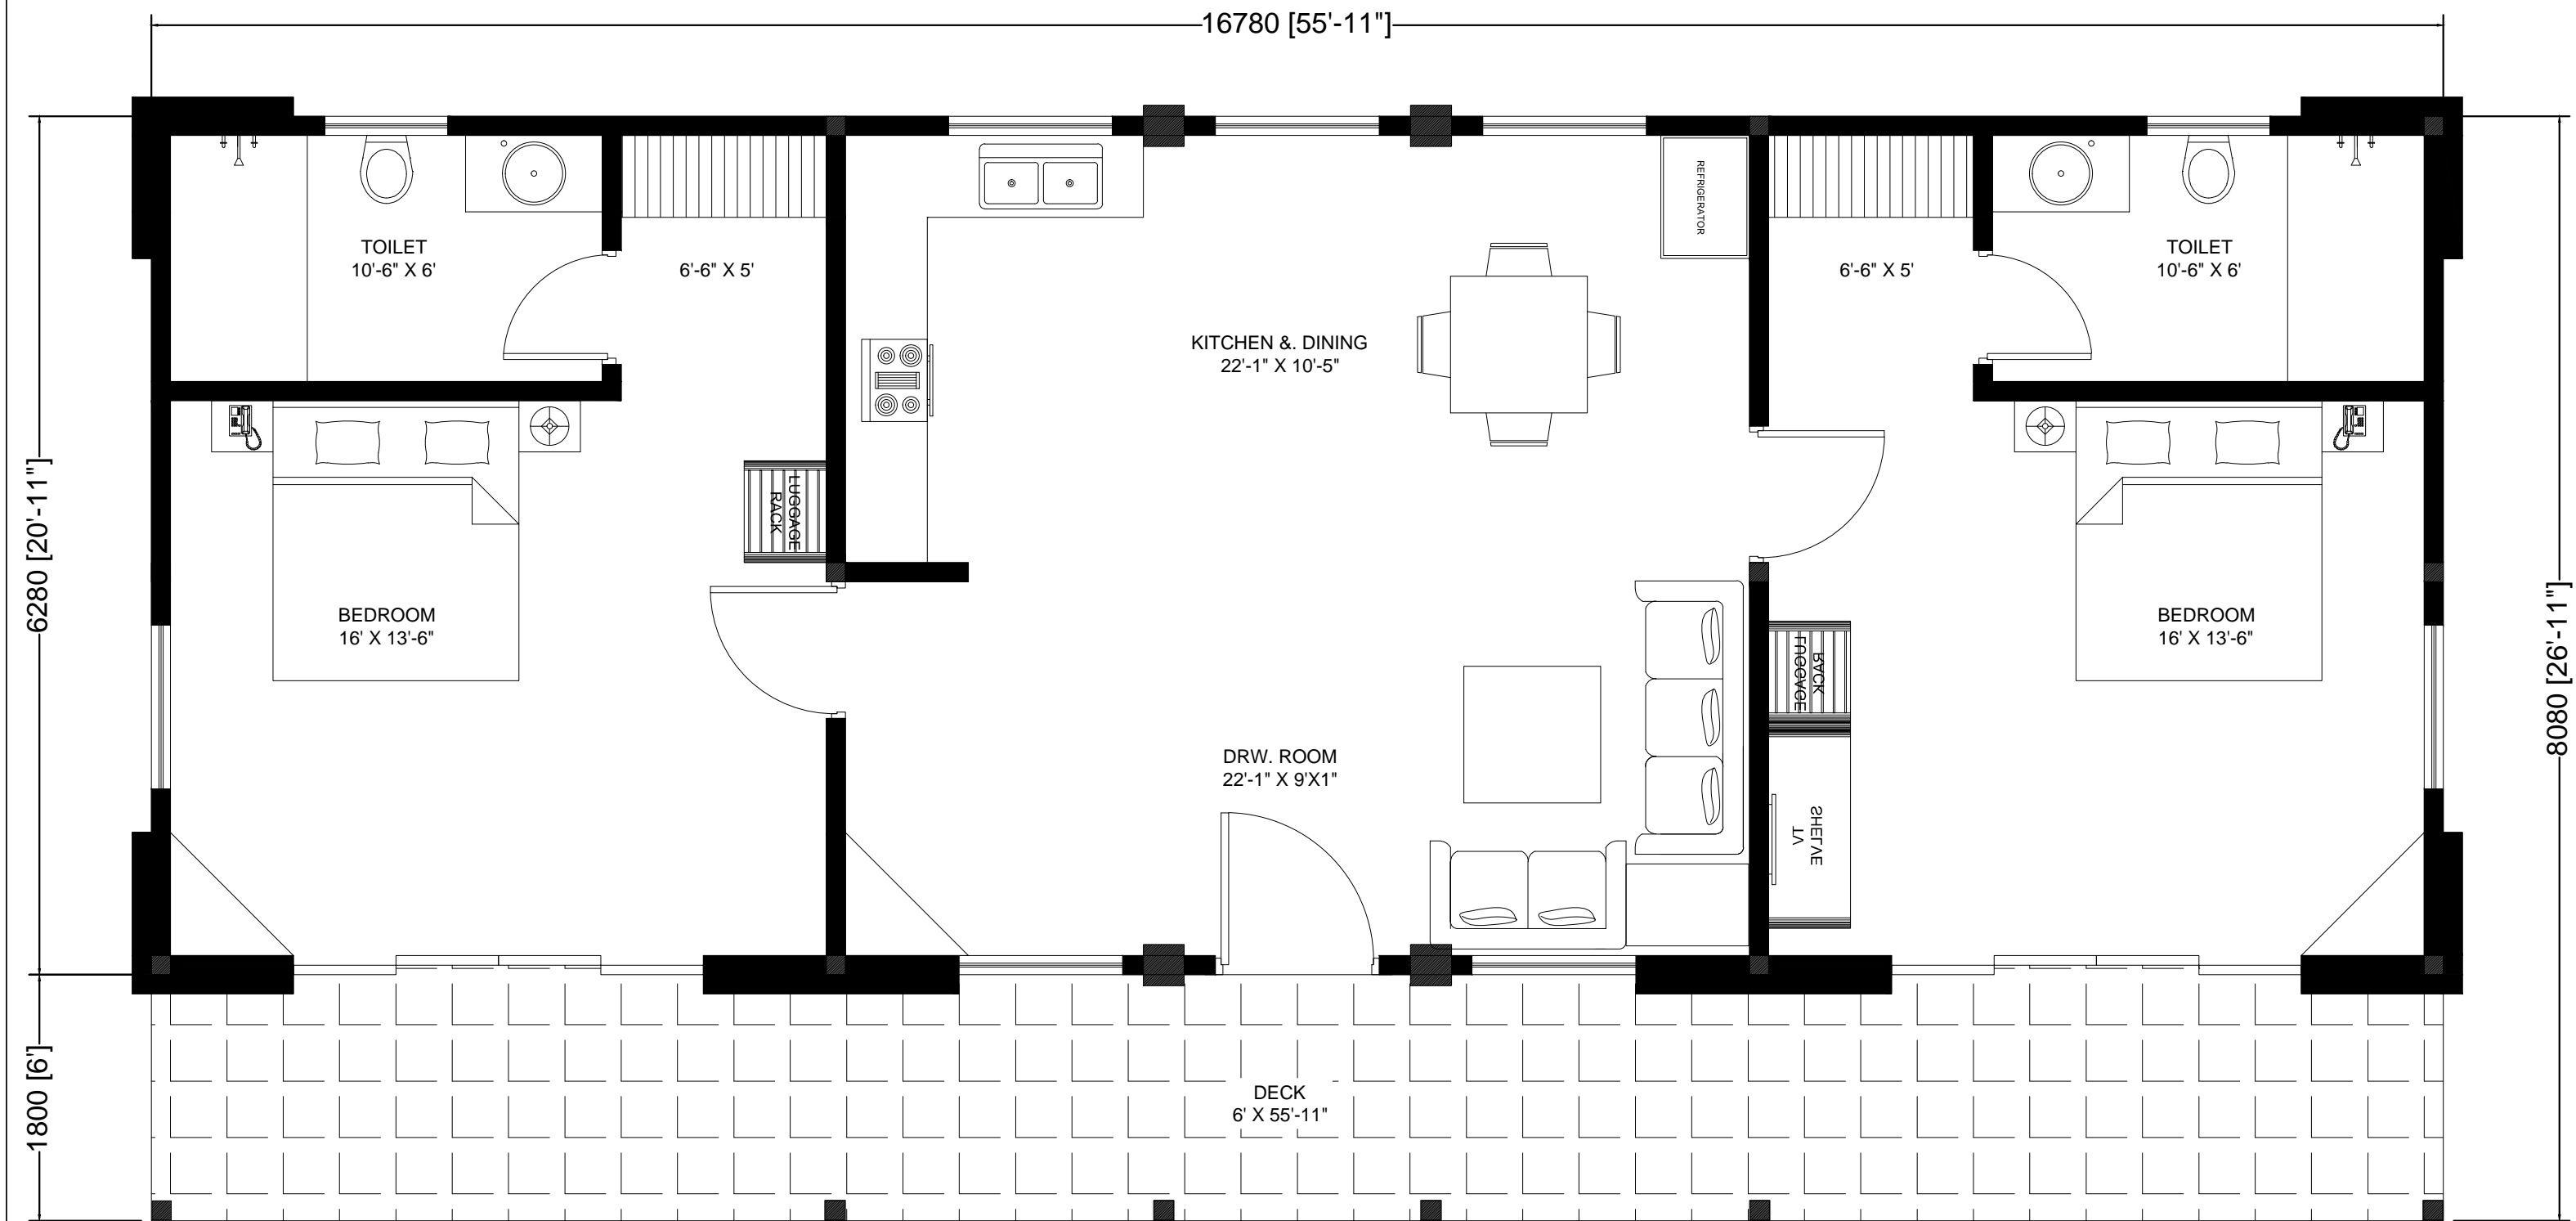 16780 [55'-11"]
TOILET
10'-6" X 6'
6'-6" X 5'
REFRIGERATOR
6'-6" X 5'
TOILET
10'-6" X 6'
KITCHEN &. DINING
22'-1" X 10'-5"
6280 [20'-11"]
LUGGAGE
RACK
BEDROOM
16' X 13'-6"
LUGGAGE
RACK
BEDROOM
16' X 13'-6"
8080 [26'-11"]
DRW. ROOM
22'-1" X 9'X1"
TV
SHELVES
1800 [6']
DECK
6' X 55'-11"